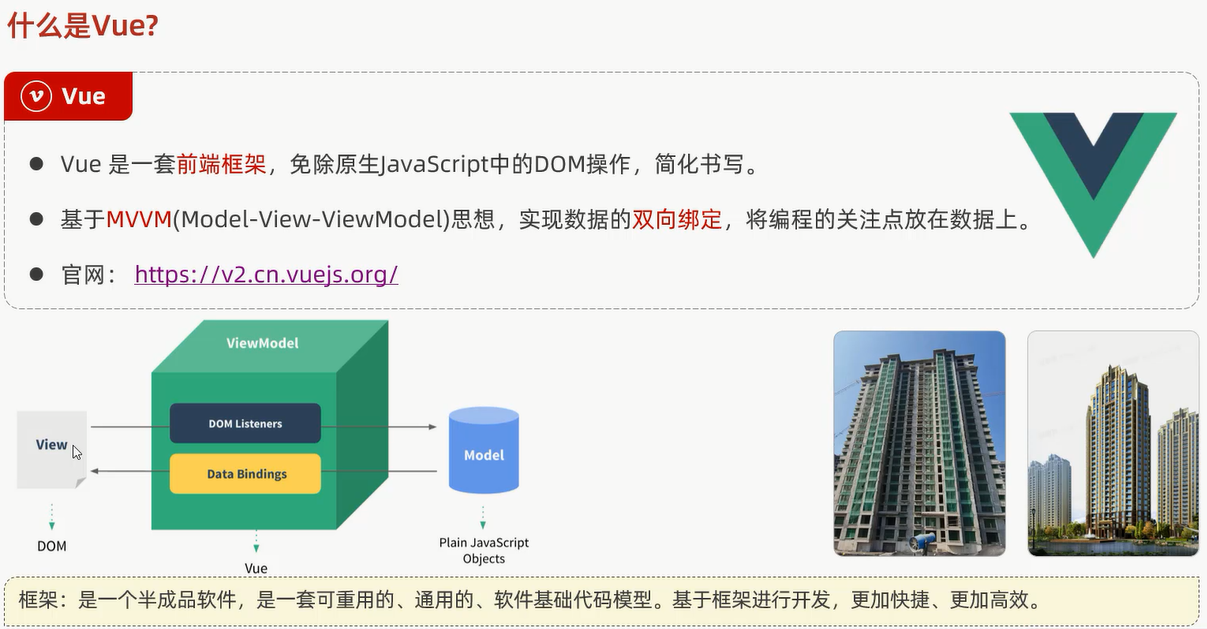 什么是Vue?
Vue
Vue 是一套前端框架，免除原生JavaScript中的DOM操作，简化书写。
基于MVVM(Model-View-ViewModel)思想，实现数据的双向绑定，将编程的关注点放在数据上。
官网： https://v2.cn.vuejs.org/
ViewModel
DOM Listeners
View
Model
Data Bindings
DOM
Plain JavaScript
Objects
Vue
框架：是一个半成品软件，是一套可重用的、通用的、软件基础代码模型。基于框架进行开发，更加快捷、更加高效。